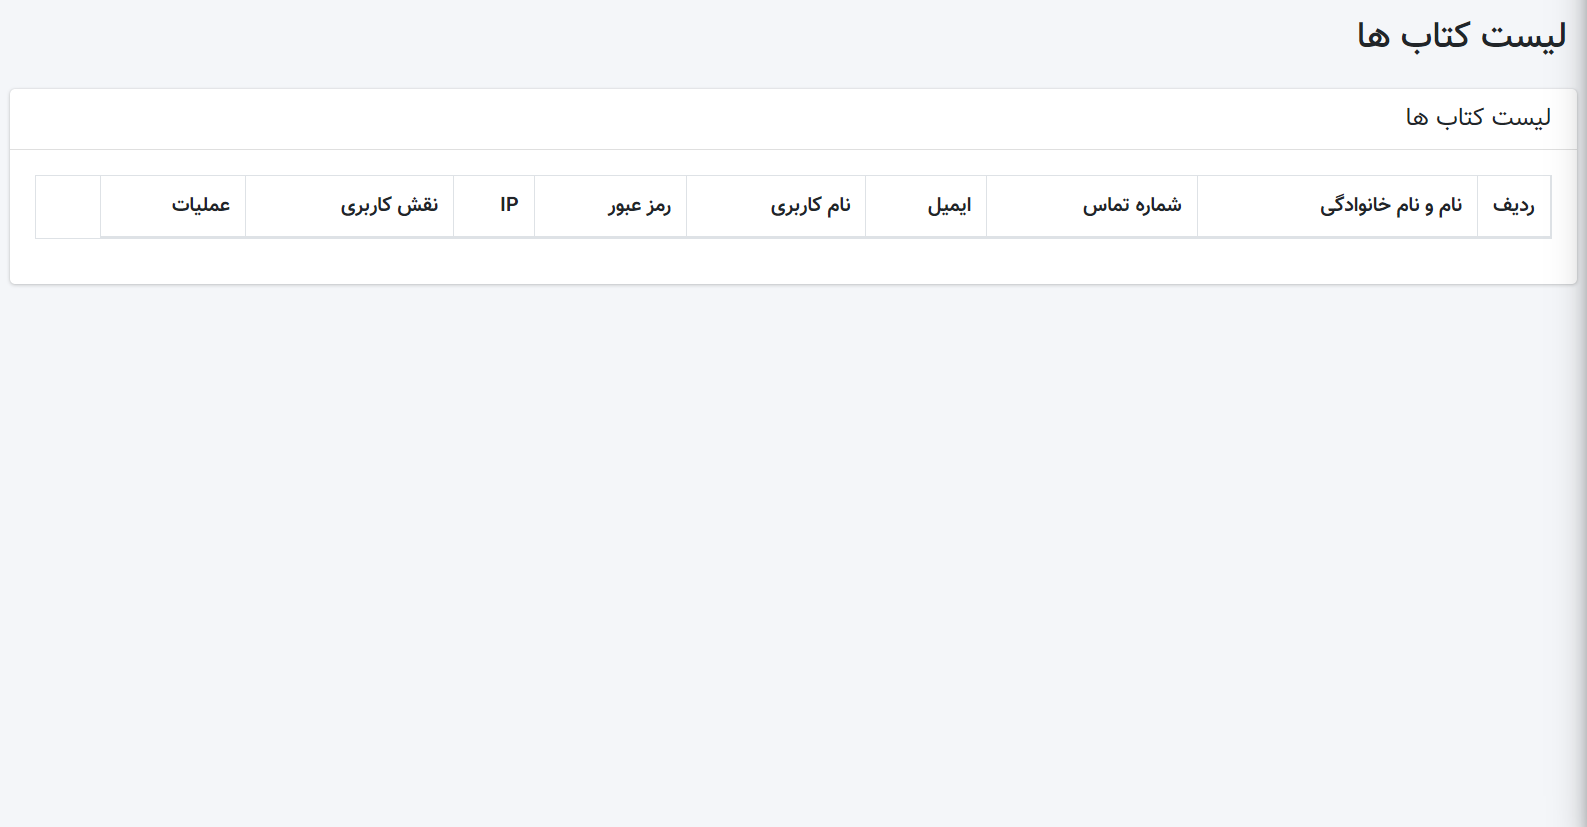 لیست کتاب ها
لیست کتاب ها
ردیف نام و نام خانوادگی شماره تماس ایمیل نام کاربری رمز عبور IP نقش کاربری عملیات